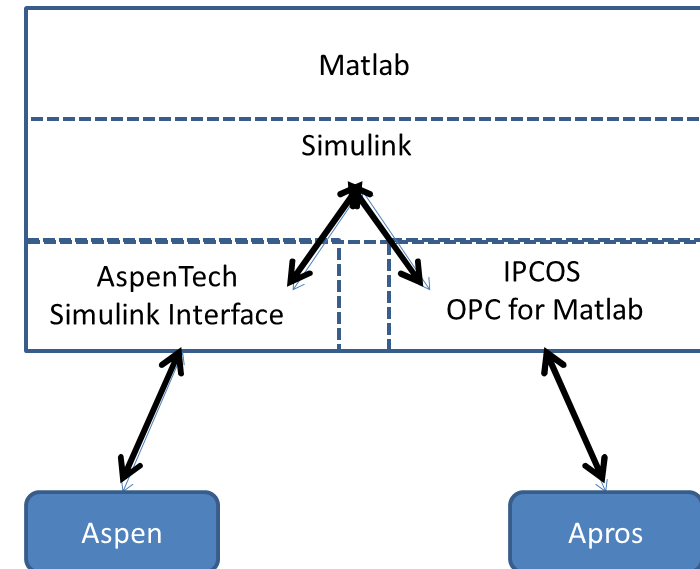 Matlab
Simulink
AspenTech
Simulink Interface
IPCOS
OPC for Matlab
Aspen
Apros